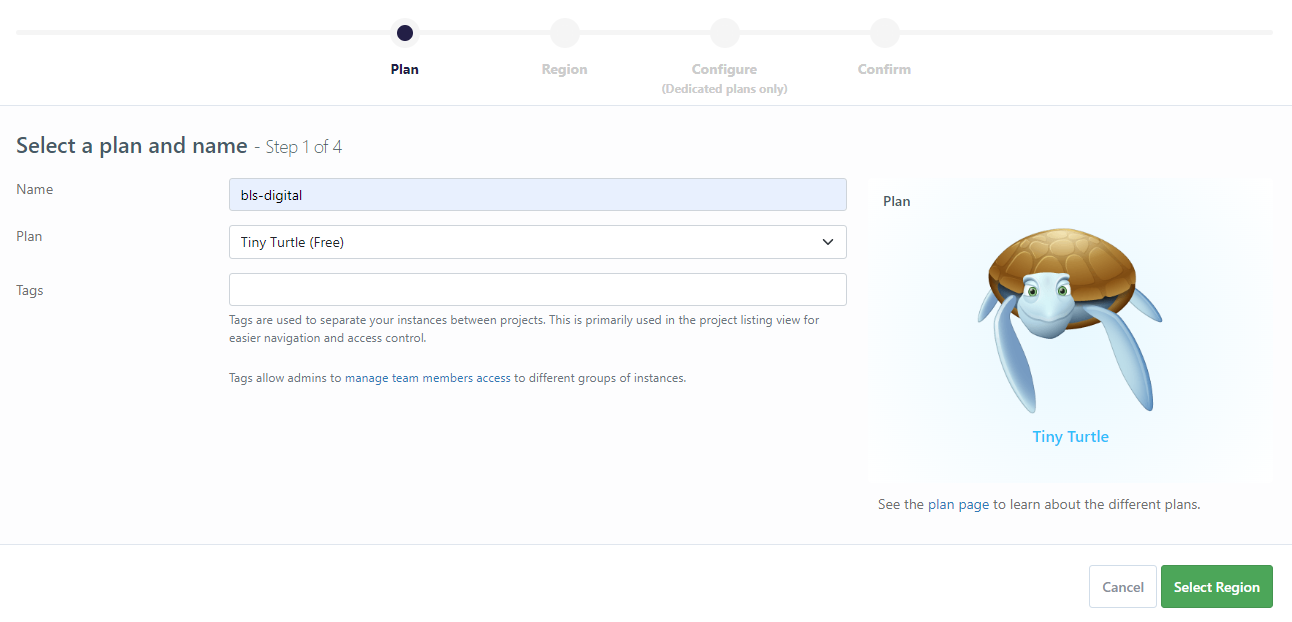 Plan
Region
Configure
(Dedicated plans only)
Confirm
Select a plan and name - Step 1 of 4
Name
bls-digital
Plan
Tiny Turtle (Free)
Tags
Tags are used to separate your instances between projects. This is primarily used in the project listing view for
easier navigation and access control.
Tags allow admins to manage team members access to different groups of instances.
Plan
Tiny Turtle
See the plan page to learn about the different plans.
Cancel
Select Region